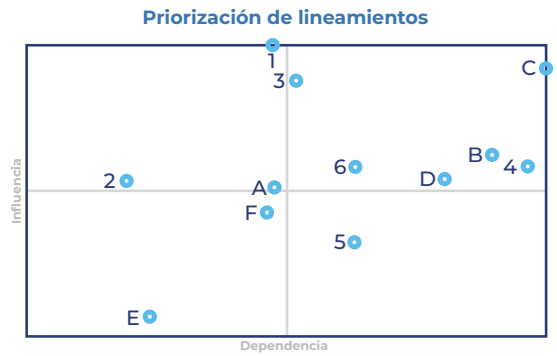 Priorización de lineamientos
1
3
C
B
6
4
2
A
D
F
5
E
Influencia
Dependencia